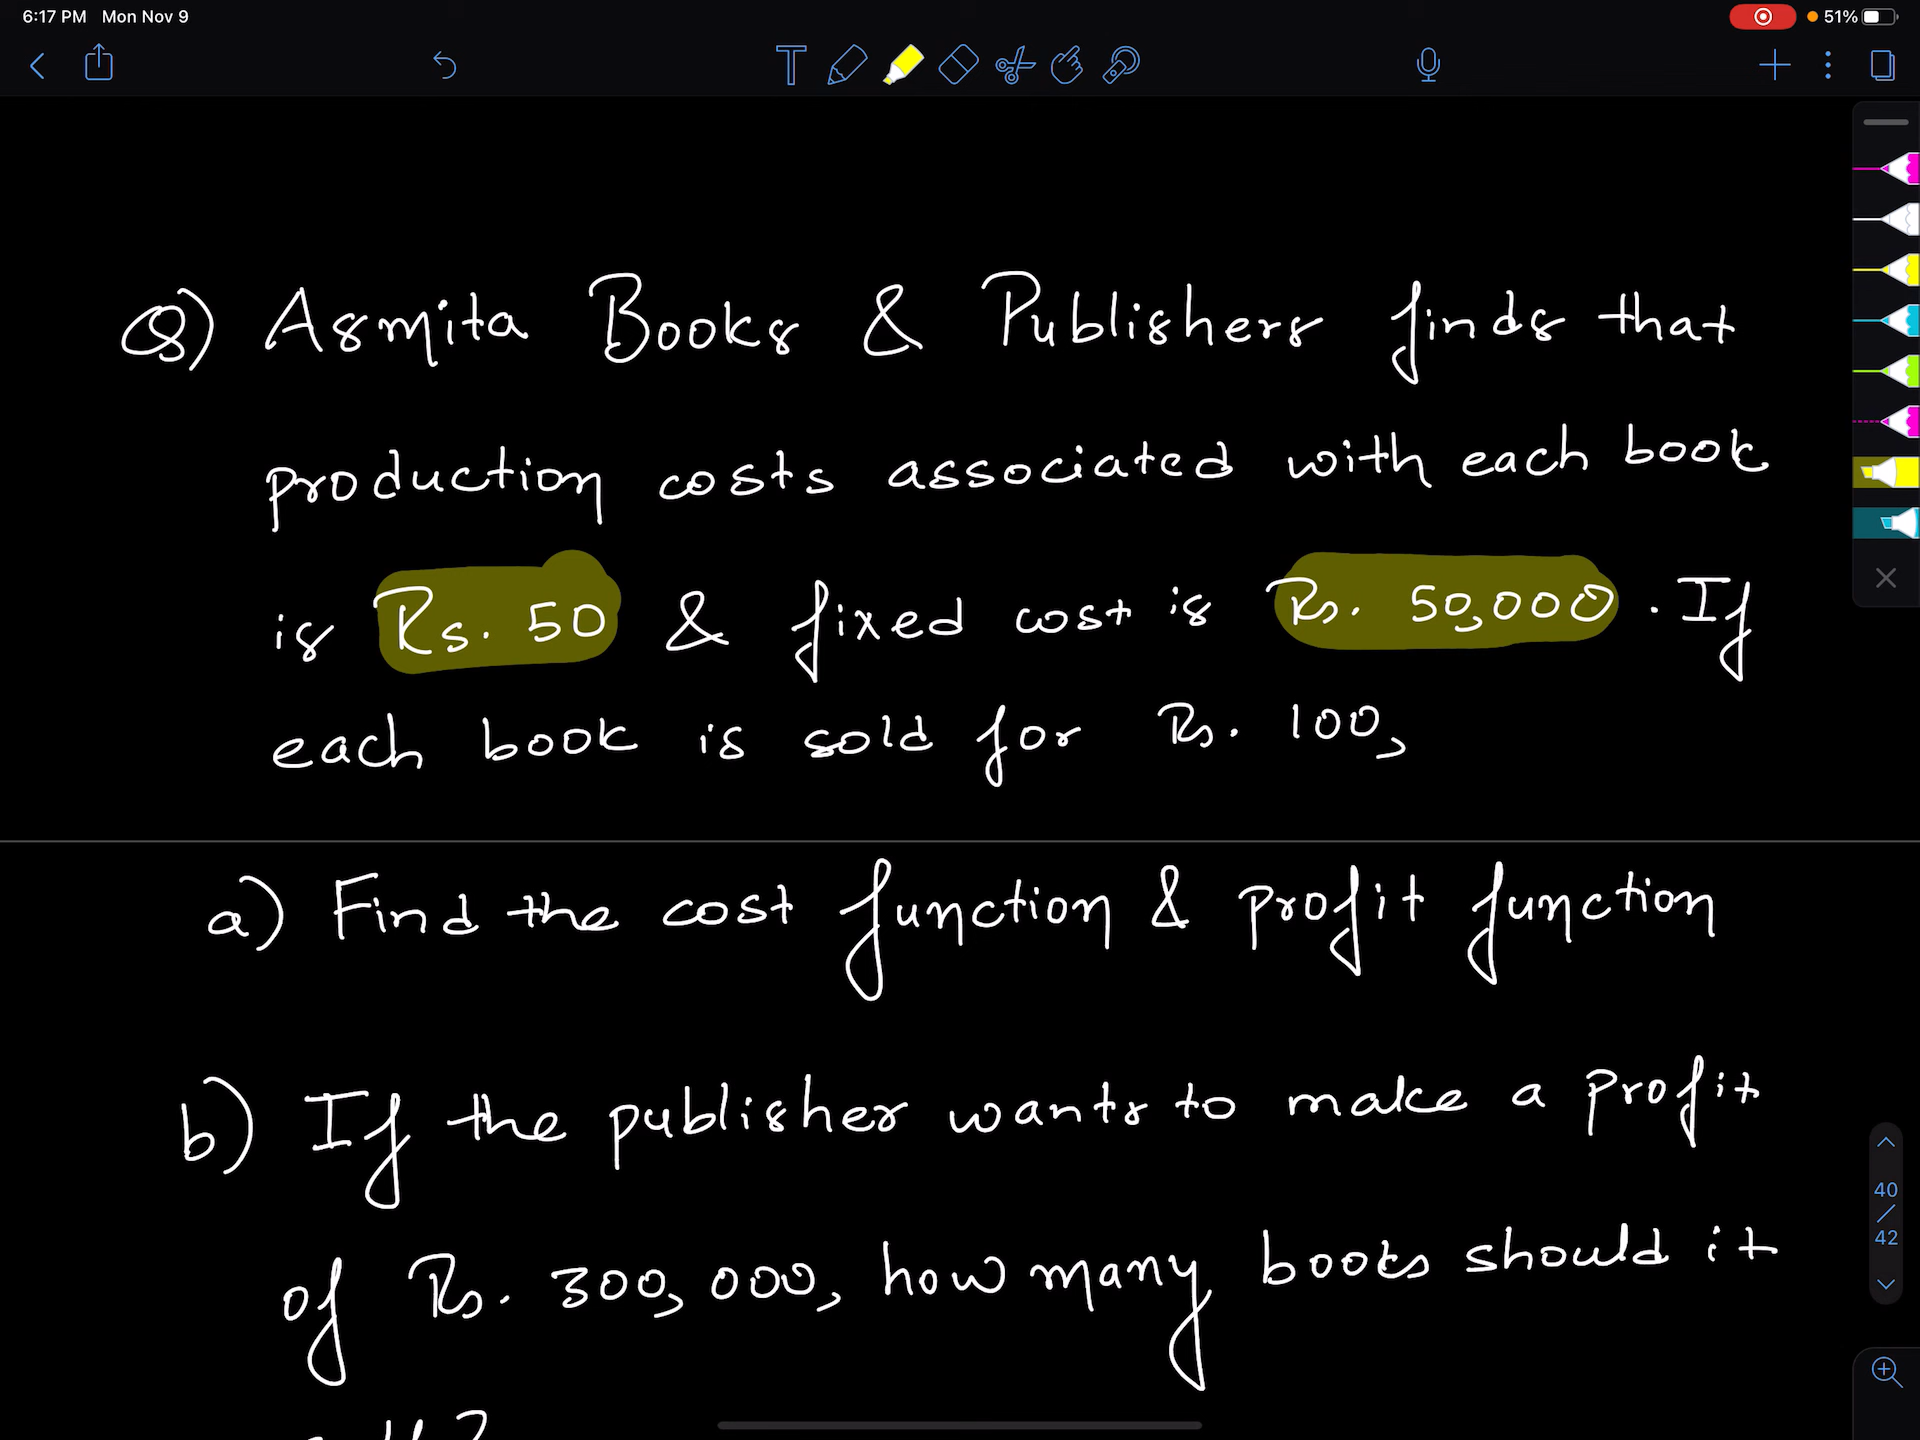 6:17 PM Mon Nov 9
51%
Q) Asmita Books & Publishers finds that
production costs associated with each book
is Rs. 50 & fixed cost is Rs. 50,000. If
each book is sold for Rs. 100,
a) Find the cost function & profit function
b) If the publisher wants to make a profit
of Rs. 300,000, how many books should it
40
/
42